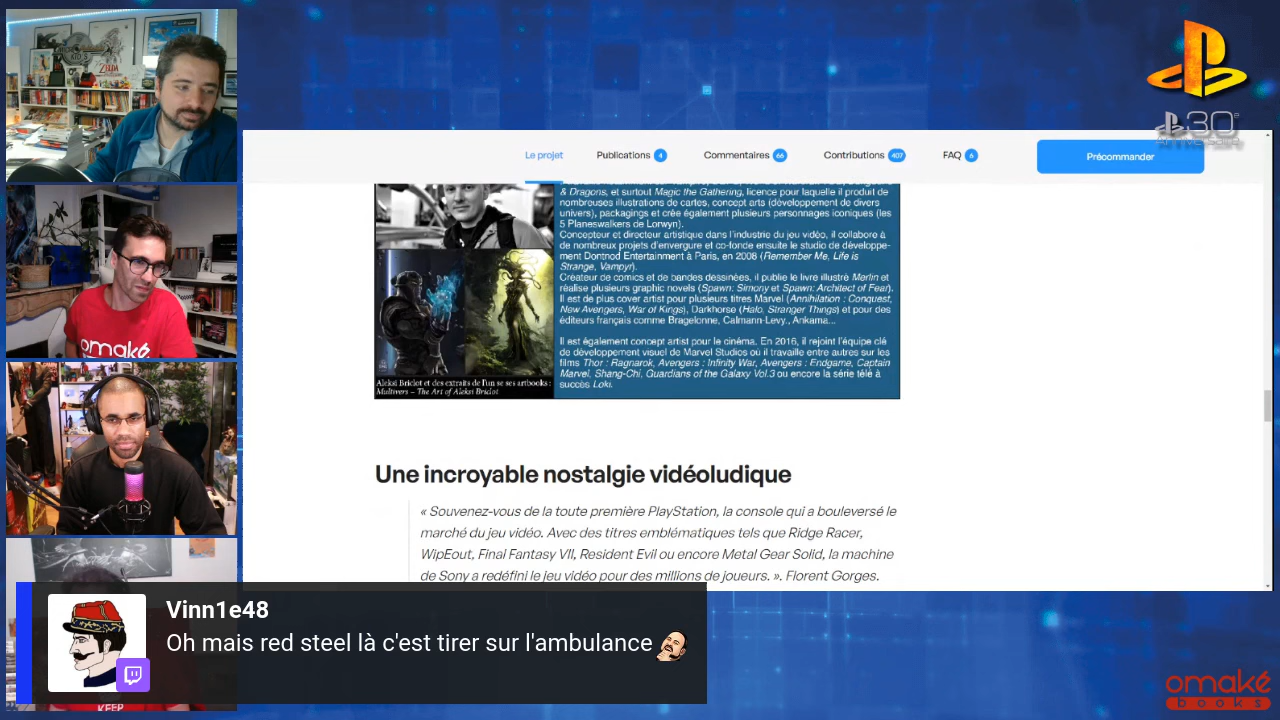 Le projet
Publications 4
Commentaires 66
Contributions 407
FAQ 6
Précommander
& Dragons, et surtout Magic the Gathering, licence pour laquelle il produit de
nombreuses illustrations de cartes, concept arts (développement de divers
univers), packagings et crée également plusieurs personnages iconiques (les
5 Planeswalkers de Lorwyn).
Concepteur et directeur artistique dans l'industrie du jeu vidéo, il collabore à
de nombreux projets d'envergure et co-fonde ensuite le studio de développe-
ment Dontnod Entertainment à Paris, en 2008 (Remember Me, Life is
Strange, Vampyr).
Créateur de comics et de bandes dessinées, il publie le livre illustré Merlin et
réalise plusieurs graphic novels (Spawn: Simony et Spawn: Architect of Fear).
Il est de plus cover artist pour plusieurs titres Marvel (Annihilation : Conquest,
New Avengers, War of Kings), Darkhorse (Halo, Stranger Things) et pour des
éditeurs français comme Bragelonne, Calmann-Levy., Ankama...
Il est également concept artist pour le cinéma. En 2016, il rejoint l'équipe clé
de développement visuel de Marvel Studios où il travaille entre autres sur les
films Thor : Ragnarok, Avengers : Infinity War, Avengers : Endgame, Captain
Marvel, Shang-Chi, Guardians of the Galaxy Vol.3 ou encore la série télé à
succès Loki.
Aleksi Briclot et des extraits de l'un se ses artbooks :
Multivers – The Art of Aleksi Briclot
Une incroyable nostalgie vidéoludique
« Souvenez-vous de la toute première PlayStation, la console qui a bouleversé le
marché du jeu vidéo. Avec des titres emblématiques tels que Ridge Racer,
WipEout, Final Fantasy VII, Resident Evil ou encore Metal Gear Solid, la machine
de Sony a redéfini le jeu vidéo pour des millions de joueurs. ». Florent Gorges.
Vinn1e48
Oh mais red steel là c'est tirer sur l'ambulance
30e
Anniversaire
omaké
books
omaké
ZELDA
KEEP